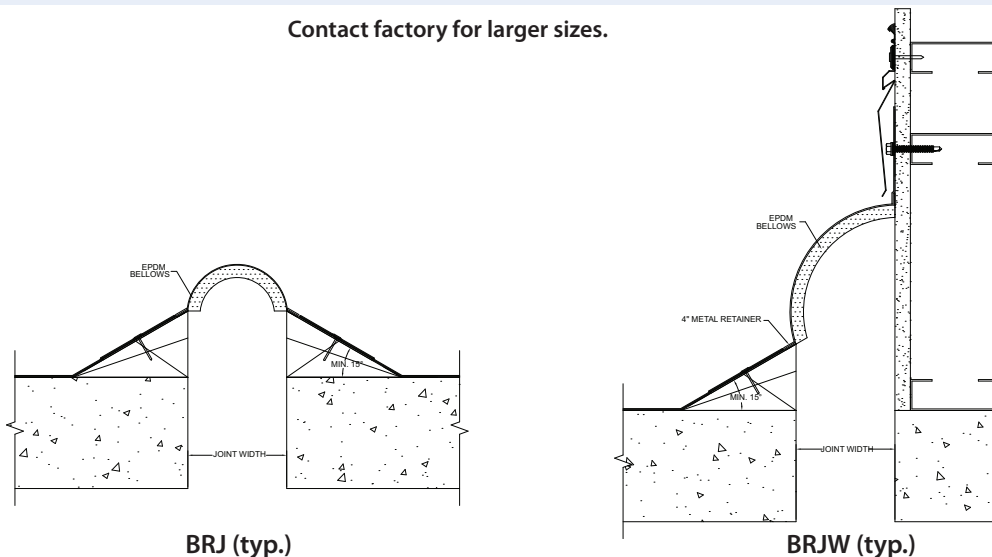 Contact factory for larger sizes.
EPDM
BELLOWS
MIN. 15°
JOINT WIDTH
BRJ (typ.)
EPDM
BELLOWS
4" METAL RETAINER
MIN. 15°
JOINT WIDTH
BRJW (typ.)